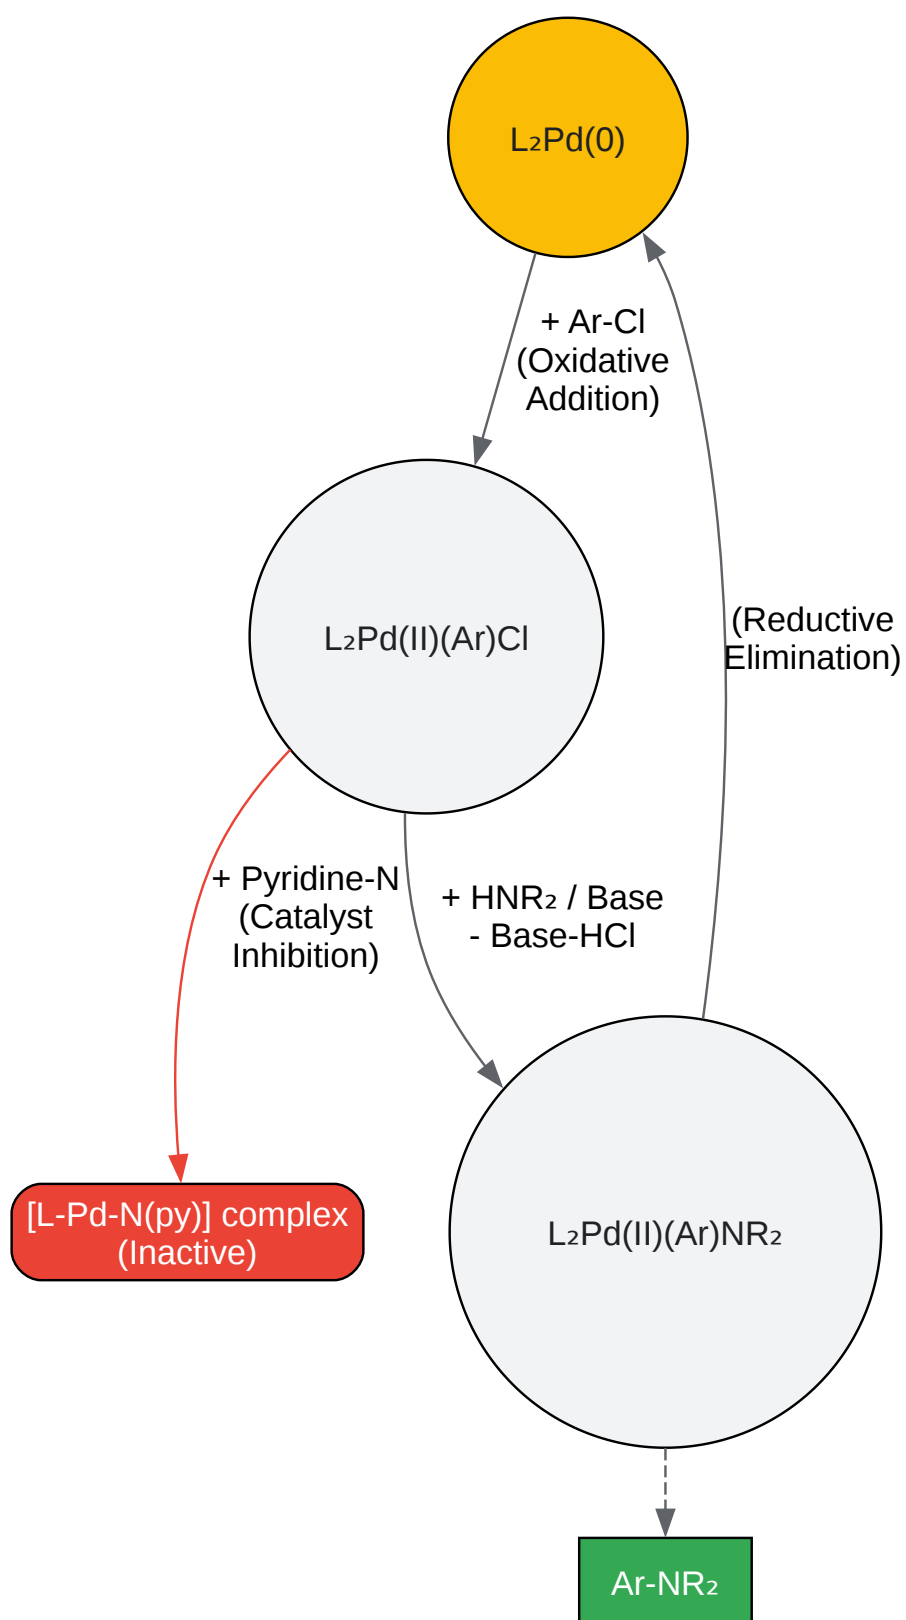 L₂Pd(0)
+ Ar-Cl
(Oxidative
Addition)
(Reductive
Elimination)
L₂Pd(II)(Ar)Cl
+ Pyridine-N
(Catalyst
Inhibition)
+ HNR₂ / Base
- Base-HCl
[L-Pd-N(py)] complex
(Inactive)
L₂Pd(II)(Ar)NR₂
Ar-NR₂